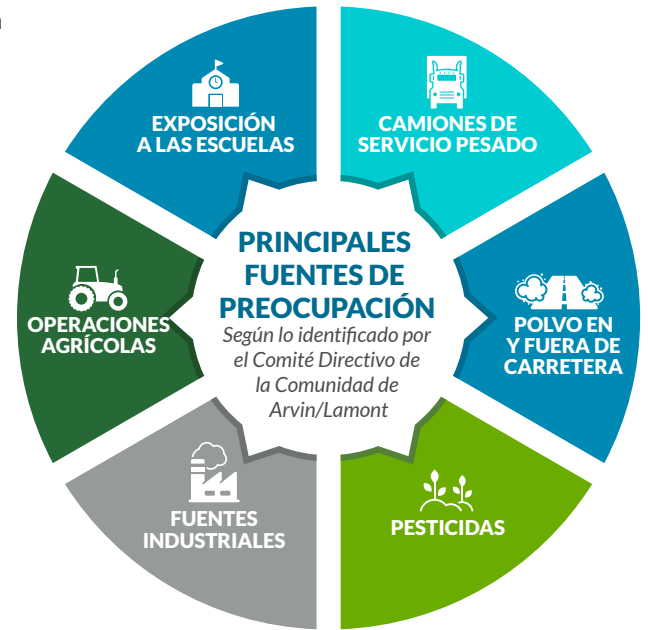 EXPOSICIÓN
A LAS ESCUELAS
CAMIONES DE
SERVICIO PESADO
PRINCIPALES
FUENTES DE
PREOCUPACIÓN
Según lo identificado por
el Comité Directivo de
la Comunidad de
Arvin/Lamont
OPERACIONES
AGRÍCOLAS
POLVO EN
Y FUERA DE
CARRETERA
FUENTES
INDUSTRIALES
PESTICIDAS